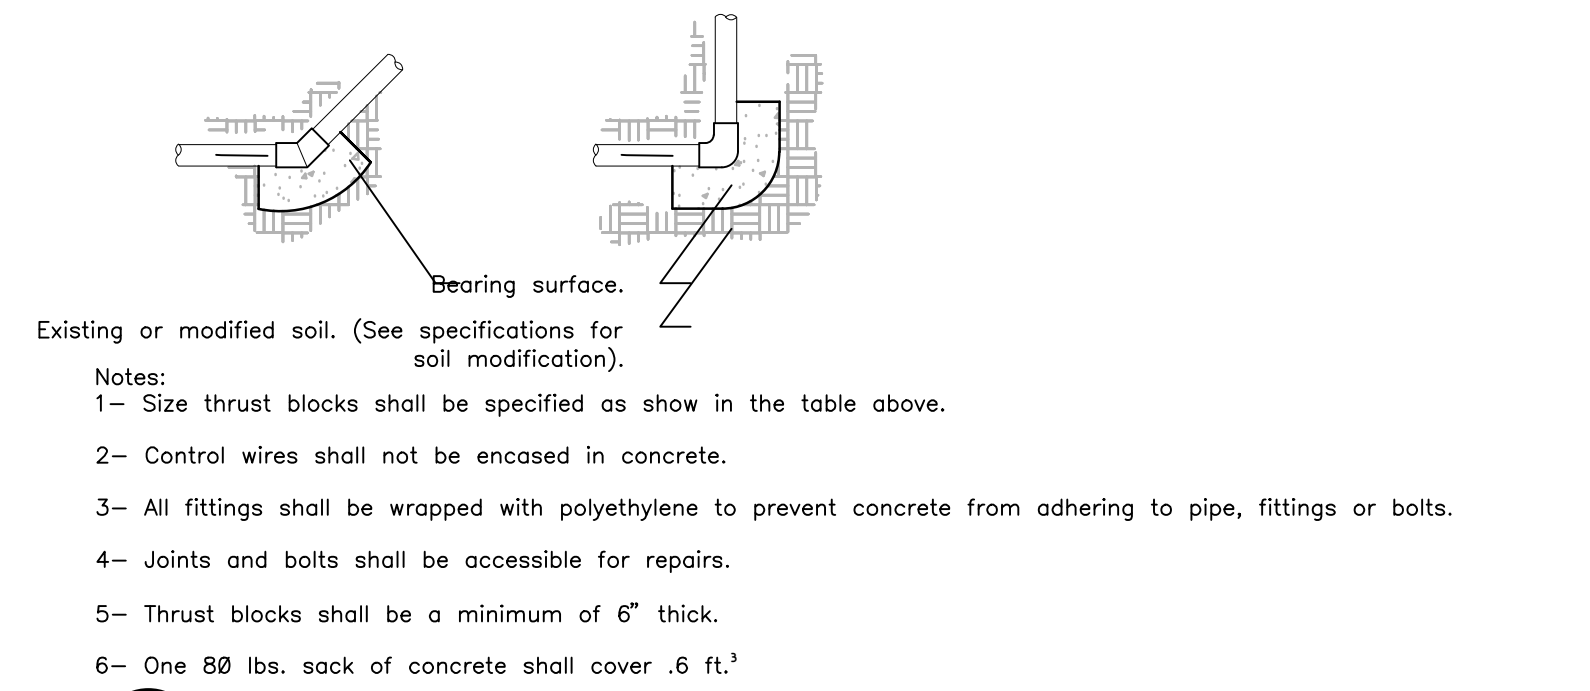 Bearing surface.
Existing or modified soil. (See specifications for
soil modification).
Notes:
1– Size thrust blocks shall be specified as show in the table above.
2– Control wires shall not be encased in concrete.
3– All fittings shall be wrapped with polyethylene to prevent concrete from adhering to pipe, fittings or bolts.
4– Joints and bolts shall be accessible for repairs.
5– Thrust blocks shall be a minimum of 6” thick.
6– One 80 lbs. sack of concrete shall cover .6 ft.³